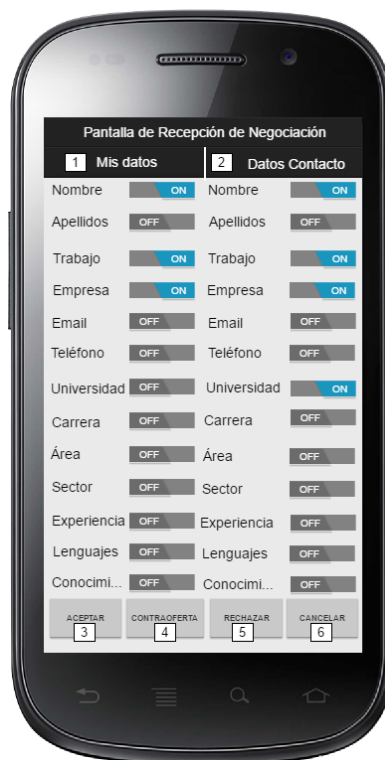 Pantalla de Recepción de Negociación
1 Mis datos 2 Datos Contacto
Nombre ON Nombre ON
Apellidos OFF Apellidos OFF
Trabajo ON Trabajo ON
Empresa ON Empresa ON
Email OFF Email OFF
Teléfono OFF Teléfono OFF
Universidad OFF Universidad ON
Carrera OFF Carrera OFF
Área OFF Área OFF
Sector OFF Sector OFF
Experiencia OFF Experiencia OFF
Lenguajes OFF Lenguajes OFF
Conocimi... OFF Conocimi... OFF
ACEPTAR CONTRAOFERTA RECHAZAR CANCELAR
3 4 5 6